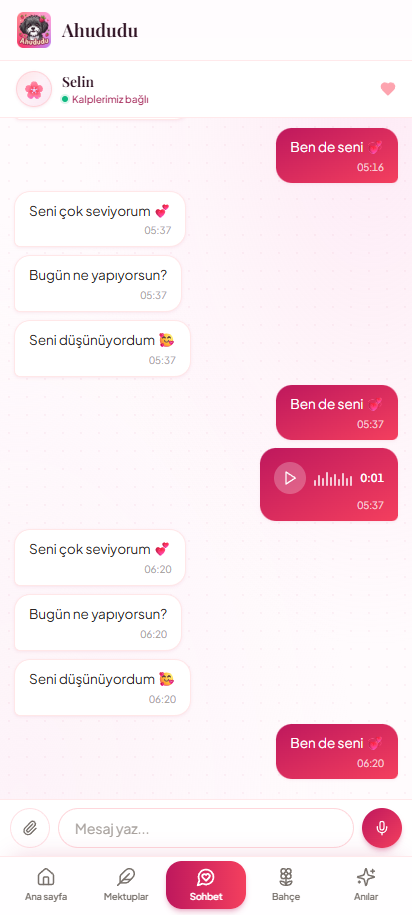 Ahududu
Ahududu
Selin
Kalplerimiz bağlı
Ben de seni 💞
05:16
Seni çok seviyorum 💞
05:37
Bugün ne yapıyorsun?
05:37
Seni düşünüyordum 🥰
05:37
Ben de seni 💞
05:37
0:01
05:37
Seni çok seviyorum 💞
06:20
Bugün ne yapıyorsun?
06:20
Seni düşünüyordum 🥰
06:20
Ben de seni 💞
06:20
Mesaj yaz...
Ana sayfa
Mektuplar
Sohbet
Bahçe
Anılar